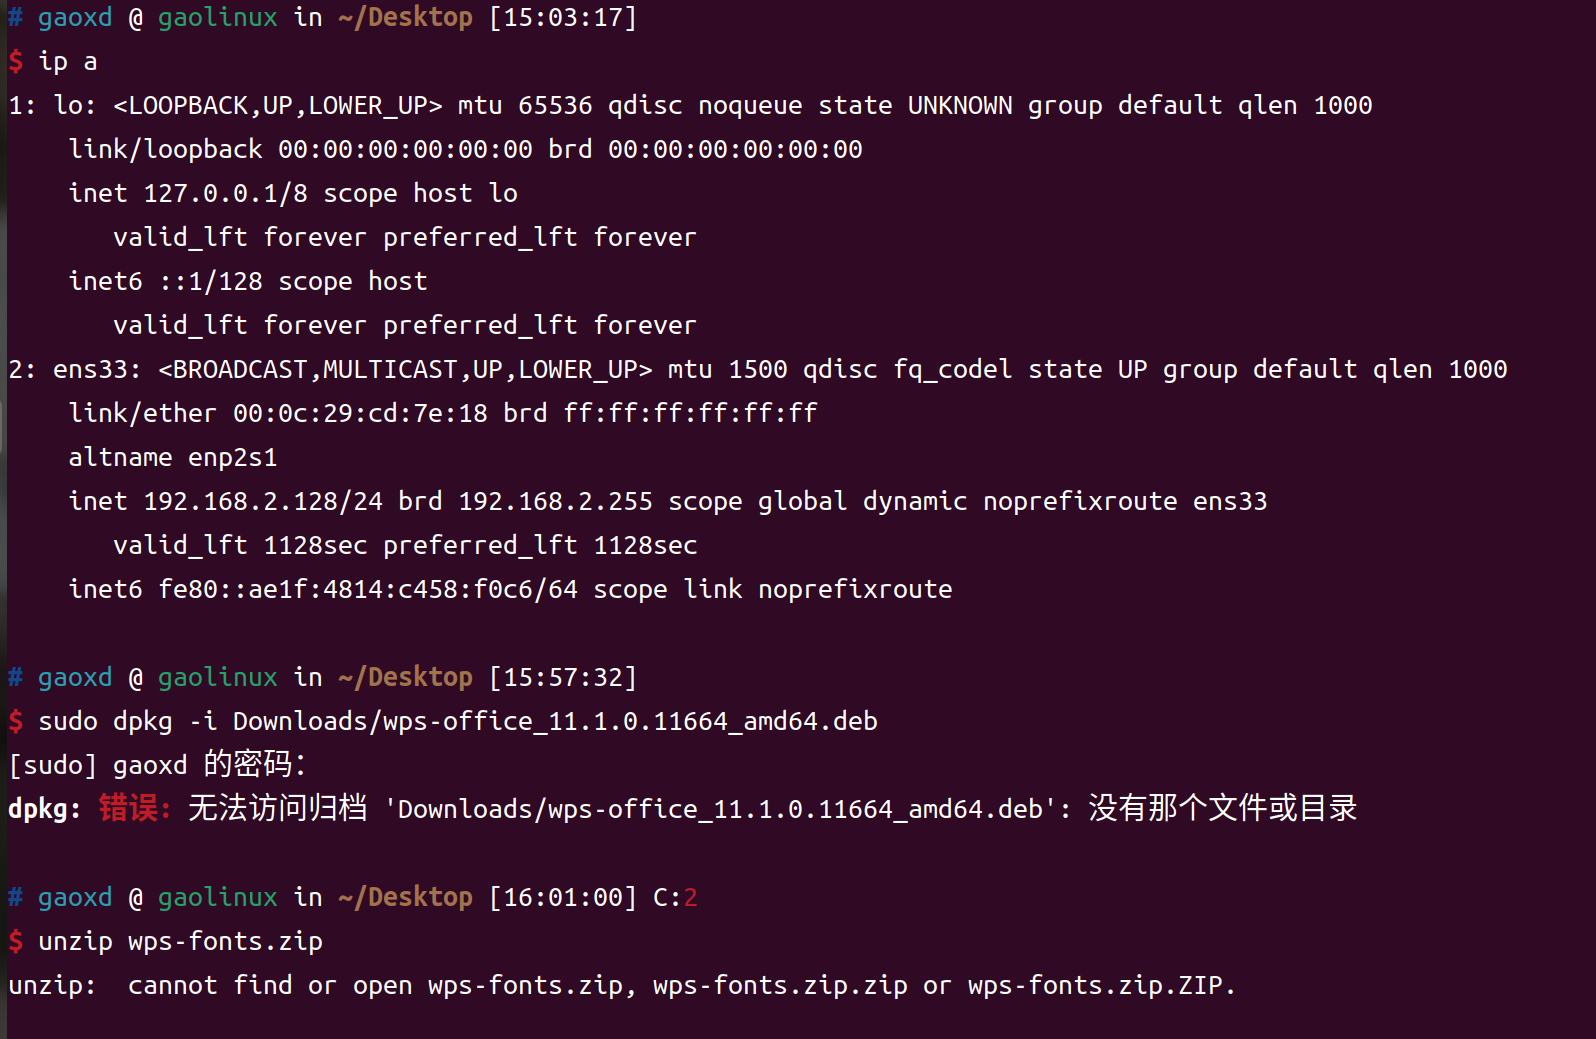 # gaoxd @ gaolinux in ~/Desktop [15:03:17]
$ ip a
1: lo: <LOOPBACK,UP,LOWER_UP> mtu 65536 qdisc noqueue state UNKNOWN group default qlen 1000
    link/loopback 00:00:00:00:00:00 brd 00:00:00:00:00:00
    inet 127.0.0.1/8 scope host lo
       valid_lft forever preferred_lft forever
    inet6 ::1/128 scope host
       valid_lft forever preferred_lft forever
2: ens33: <BROADCAST,MULTICAST,UP,LOWER_UP> mtu 1500 qdisc fq_codel state UP group default qlen 1000
    link/ether 00:0c:29:cd:7e:18 brd ff:ff:ff:ff:ff:ff
    altname enp2s1
    inet 192.168.2.128/24 brd 192.168.2.255 scope global dynamic noprefixroute ens33
       valid_lft 1128sec preferred_lft 1128sec
    inet6 fe80::ae1f:4814:c458:f0c6/64 scope link noprefixroute
# gaoxd @ gaolinux in ~/Desktop [15:57:32]
$ sudo dpkg -i Downloads/wps-office_11.1.0.11664_amd64.deb
[sudo] gaoxd 的密码：
dpkg: 错误: 无法访问归档 'Downloads/wps-office_11.1.0.11664_amd64.deb': 没有那个文件或目录
# gaoxd @ gaolinux in ~/Desktop [16:01:00] C:2
$ unzip wps-fonts.zip
unzip:  cannot find or open wps-fonts.zip, wps-fonts.zip.zip or wps-fonts.zip.ZIP.